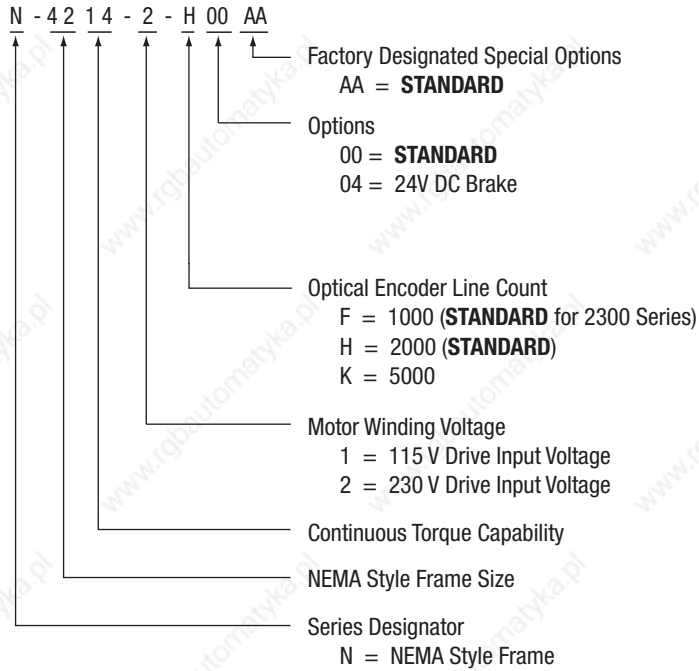 N - 4 2 1 4 - 2 - H 00 AA
Factory Designated Special Options
AA = STANDARD
Options
00 = STANDARD
04 = 24V DC Brake
Optical Encoder Line Count
F = 1000 (STANDARD for 2300 Series)
H = 2000 (STANDARD)
K = 5000
Motor Winding Voltage
1 = 115 V Drive Input Voltage
2 = 230 V Drive Input Voltage
Continuous Torque Capability
NEMA Style Frame Size
Series Designator
N = NEMA Style Frame
www.rgbautomatyka.pl